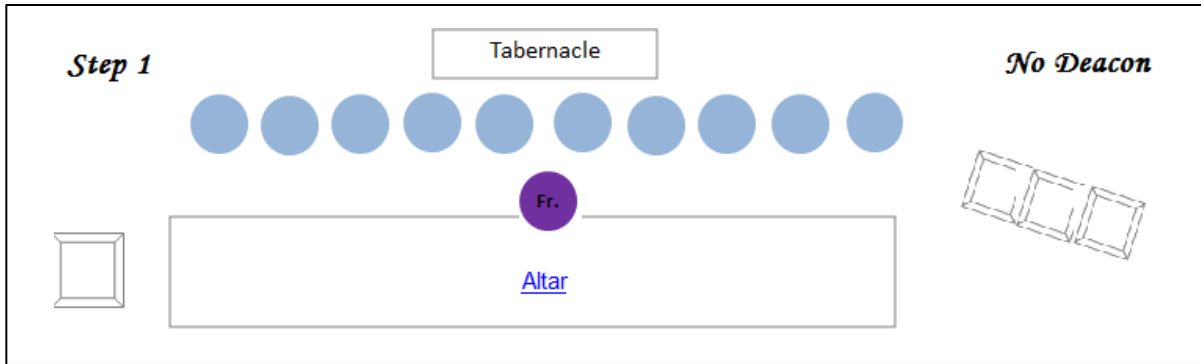 Step 1
Tabernacle
No Deacon
Fr.
Altar